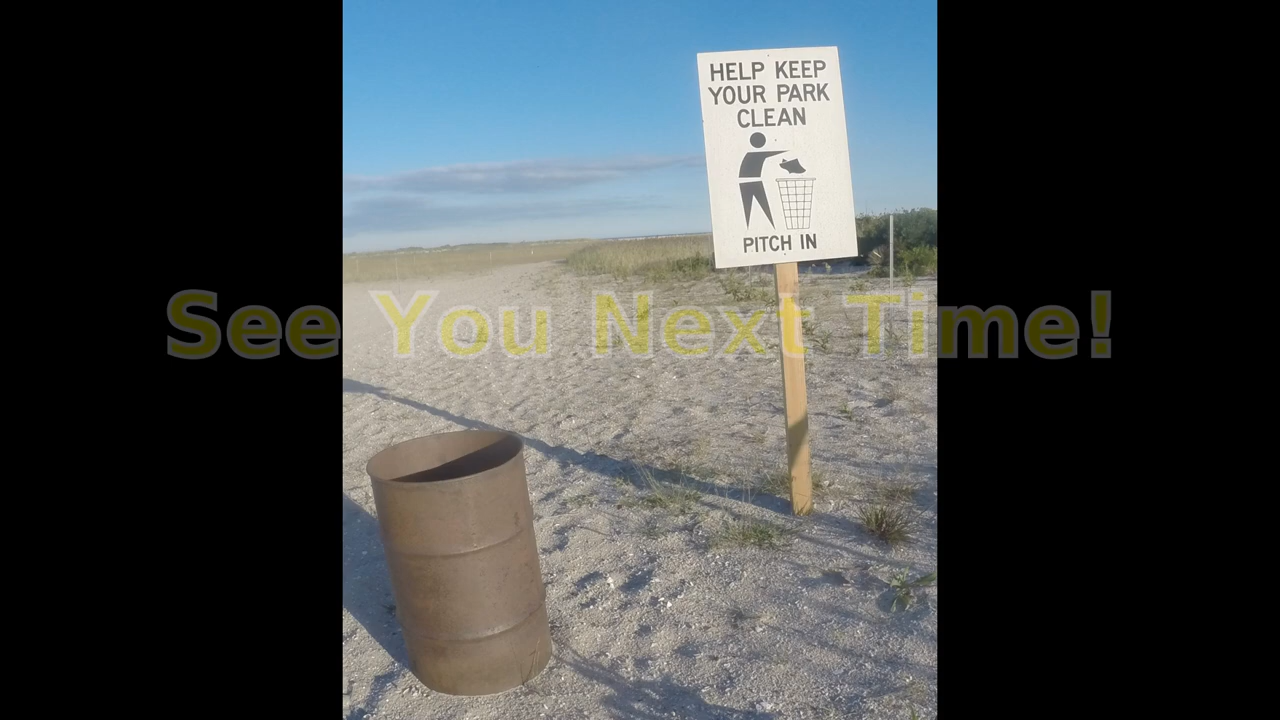 HELP KEEP
YOUR PARK
CLEAN
PITCH IN
See You Next Time!